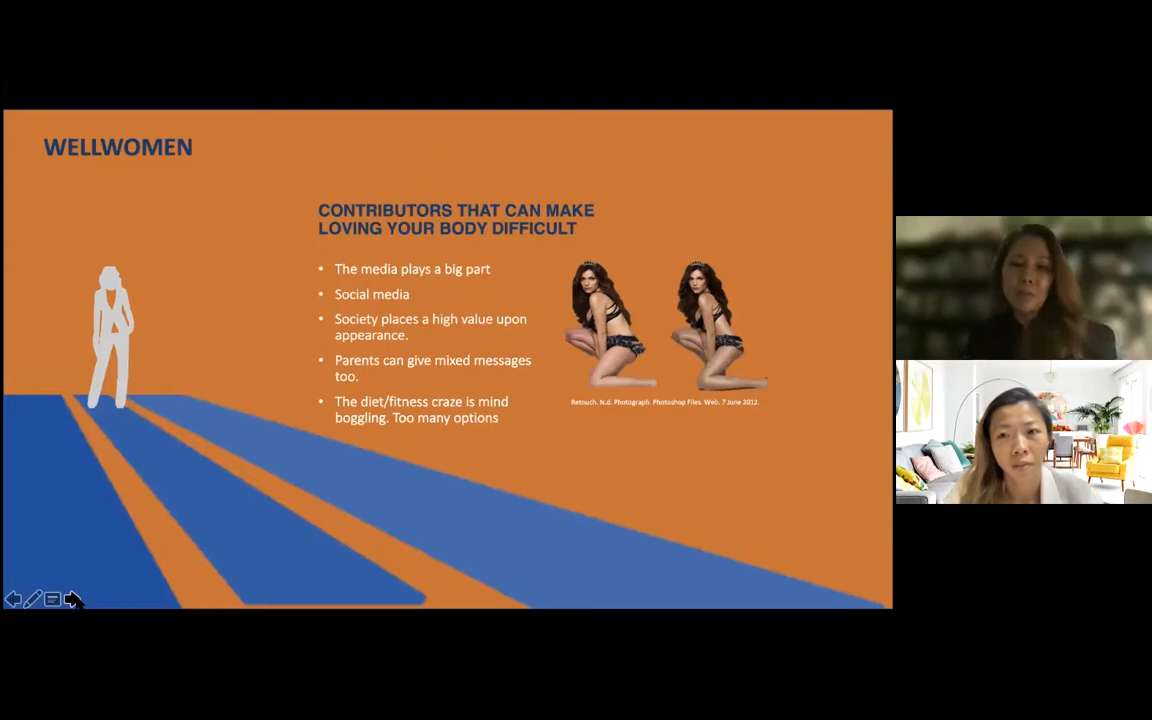 WELLWOMEN
CONTRIBUTORS THAT CAN MAKE
LOVING YOUR BODY DIFFICULT
• The media plays a big part
• Social media
• Society places a high value upon
appearance.
• Parents can give mixed messages
too.
• The diet/fitness craze is mind
boggling. Too many options
Retouch. N.d. Photograph. Photoshop Files. Web. 7 June 2012.